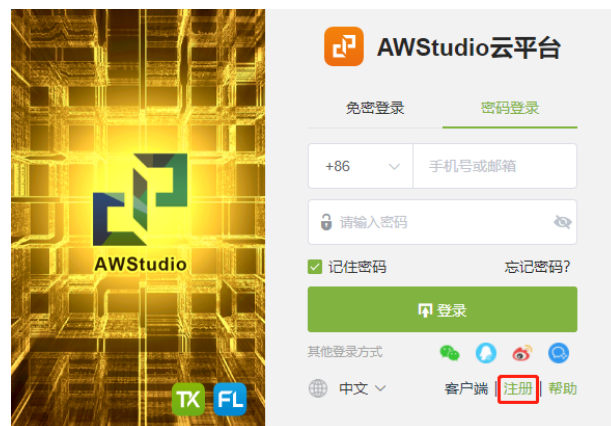 AWStudio云平台
免密登录 密码登录
+86 手机号或邮箱
请输入密码
记住密码 忘记密码?
登录
其他登录方式
中文 客户端 | 注册 | 帮助
AWStudio
TX FL